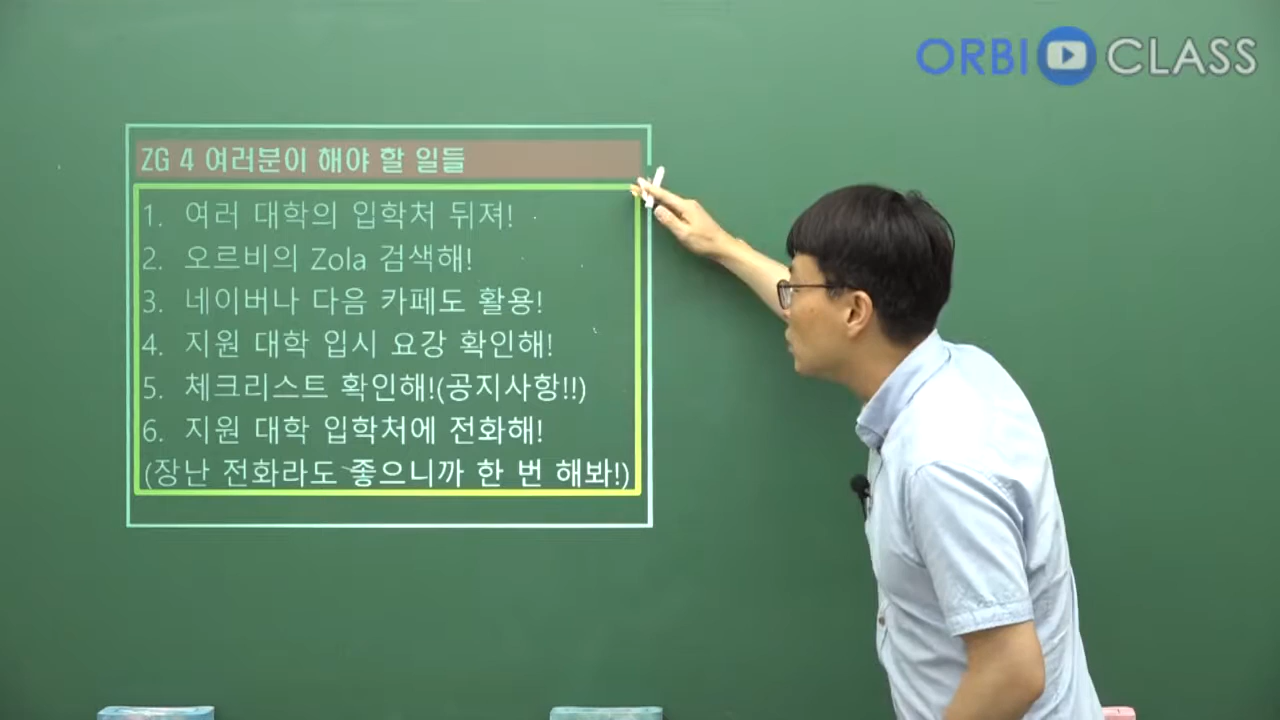 ORBI CLASS
ZG 4 여러분이 해야 할 일들
1. 여러 대학의 입학처 뒤져!
2. 오르비의 Zola 검색해!
3. 네이버나 다음 카페도 활용!
4. 지원 대학 입시 요강 확인해!
5. 체크리스트 확인해!(공지사항!!)
6. 지원 대학 입학처에 전화해!
(장난 전화라도 좋으니까 한 번 해봐!)